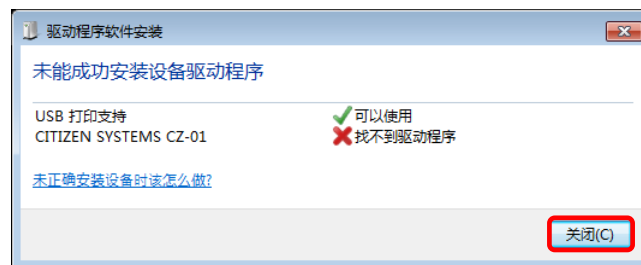 驱动程序软件安装
未能成功安装设备驱动程序
USB 打印支持 可以使用
CITIZEN SYSTEMS CZ-01 找不到驱动程序
未正确安装设备时该怎么做?
关闭(C)